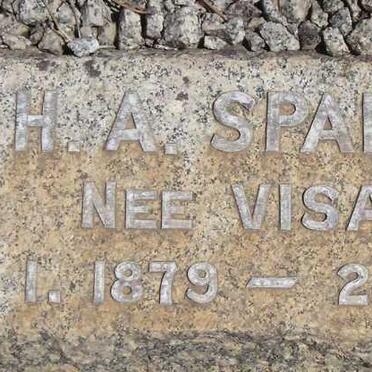 H. A. SPA
NEE VISA
1. 1879 – 2